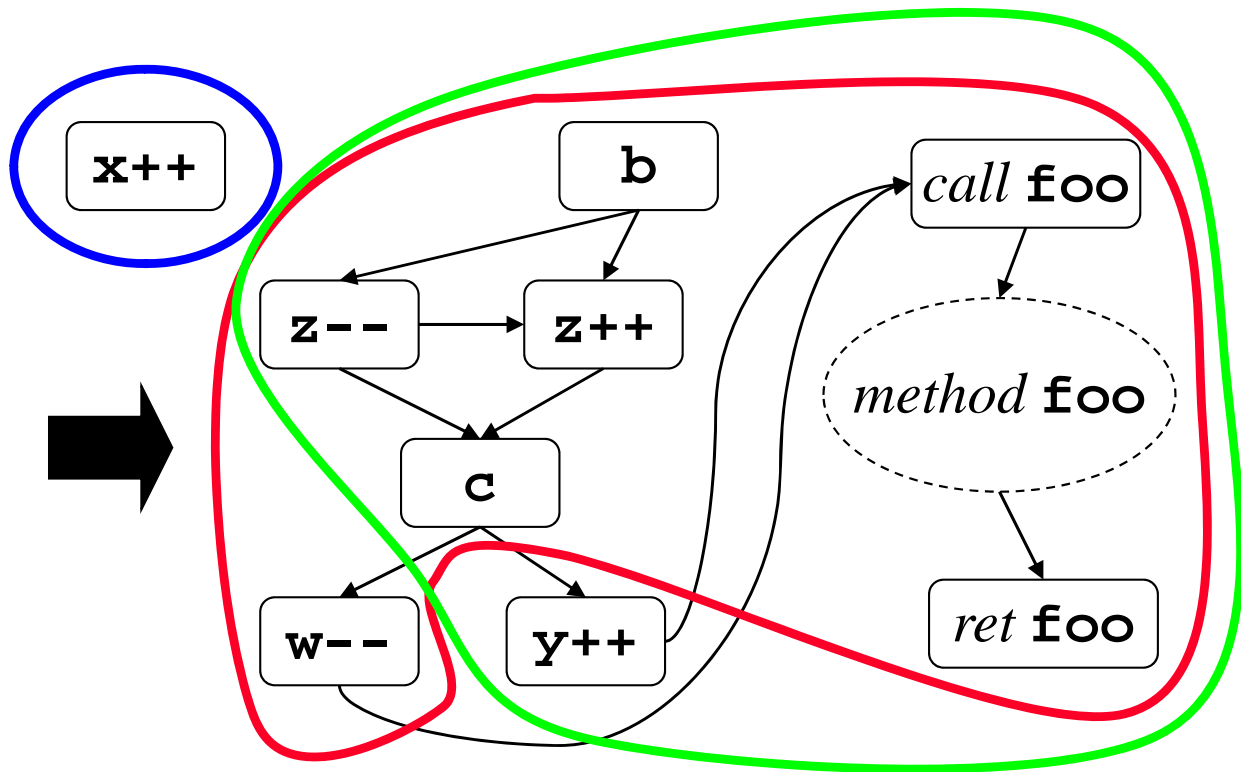 x++
b
call foo
z--
z++
method foo
c
w--
y++
ret foo